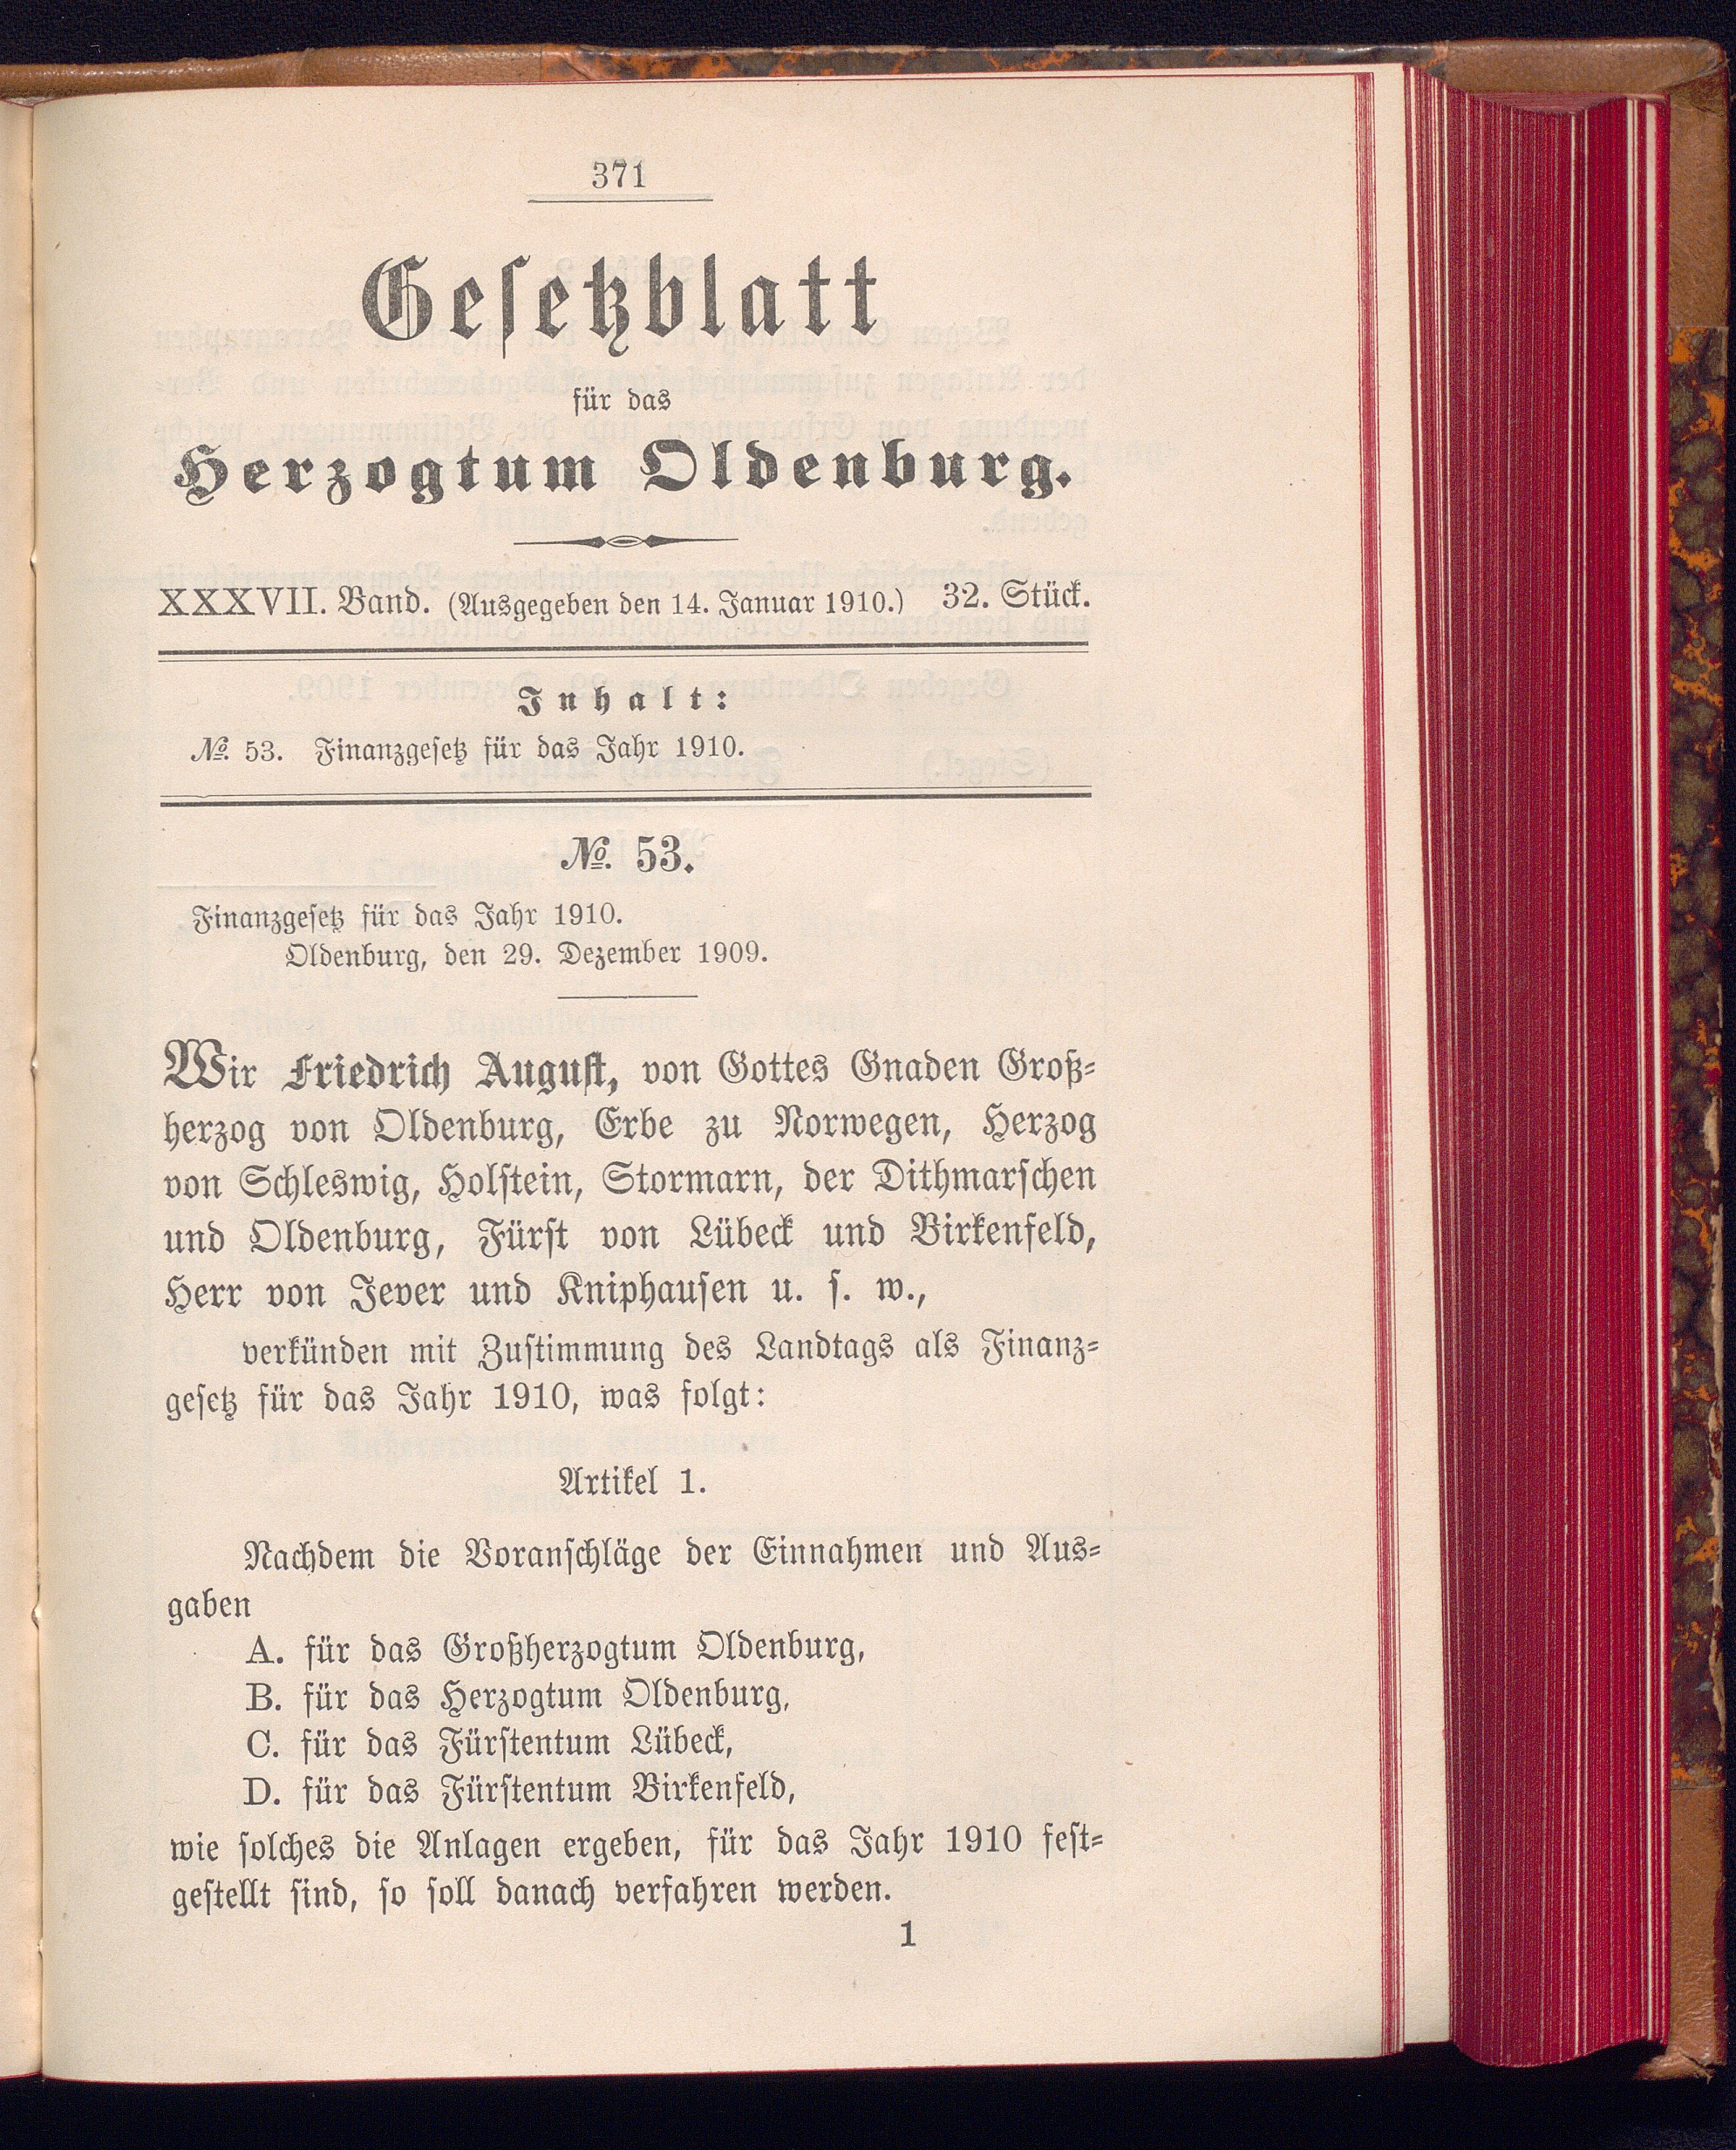 371
Gesetzblatt
für das
Herzogtum Oldenburg.
XXXVII. Band. (Ausgegeben den 14. Januar 1910.) 32. Stück.
Inhalt:
№. 53. Finanzgesetz für das Jahr 1910.
№. 53.
Finanzgesetz für das Jahr 1910.
Oldenburg, den 29. Dezember 1909.
Wir Friedrich August, von Gottes Gnaden Groß-
herzog von Oldenburg, Erbe zu Norwegen, Herzog
von Schleswig, Holstein, Stormarn, der Dithmarschen
und Oldenburg, Fürst von Lübeck und Birkenfeld,
Herr von Jever und Kniphausen u. s. w.,
verkünden mit Zustimmung des Landtags als Finanz-
gesetz für das Jahr 1910, was folgt:
Artikel 1.
Nachdem die Voranschläge der Einnahmen und Aus-
gaben
A. für das Großherzogtum Oldenburg,
B. für das Herzogtum Oldenburg,
C. für das Fürstentum Lübeck,
D. für das Fürstentum Birkenfeld,
wie solches die Anlagen ergeben, für das Jahr 1910 fest-
gestellt sind, so soll danach verfahren werden.
1